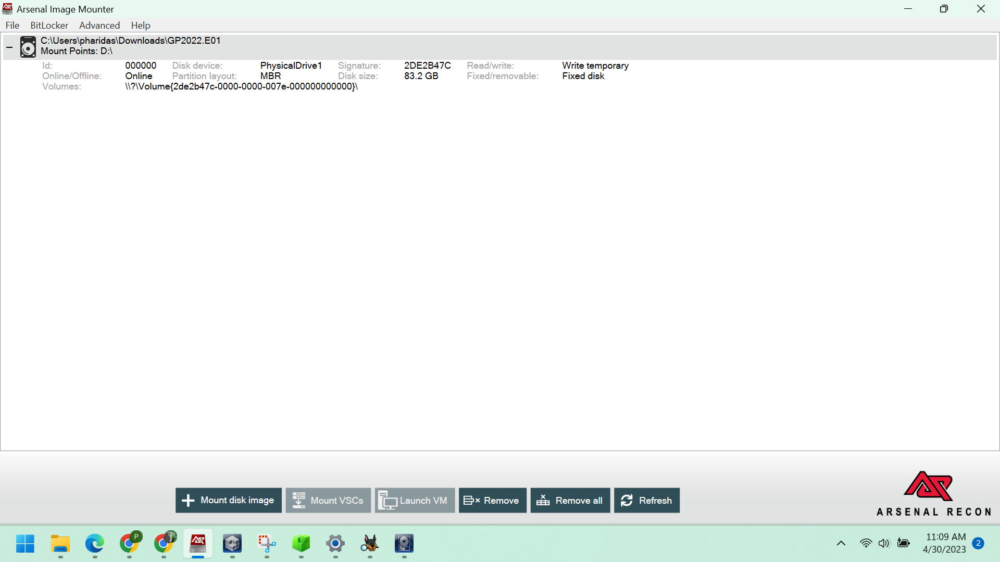 Arsenal Image Mounter
File BitLocker Advanced Help
C:\Users\pharidas\Downloads\GP2022.E01
Mount Points: D:\
Id: 000000 Disk device: PhysicalDrive1 Signature: 2DE2B47C Read/write: Write temporary
Online/Offline: Online Partition layout: MBR Disk size: 83.2 GB Fixed/removable: Fixed disk
Volumes: \\?\Volume{2de2b47c-0000-0000-007e-000000000000}\
Mount disk image Mount VSCs Launch VM Remove Remove all Refresh
ARSENAL RECON
P
11:09 AM
4/30/2023
2